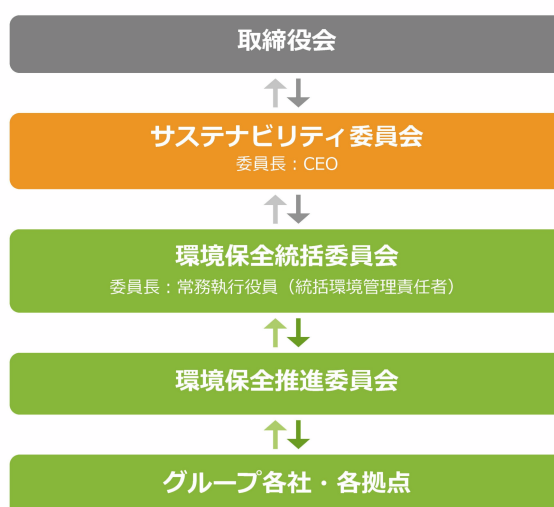 取締役会
サステナビリティ委員会
委員長：CEO
環境保全統括委員会
委員長：常務執行役員（統括環境管理責任者）
環境保全推進委員会
グループ各社・各拠点